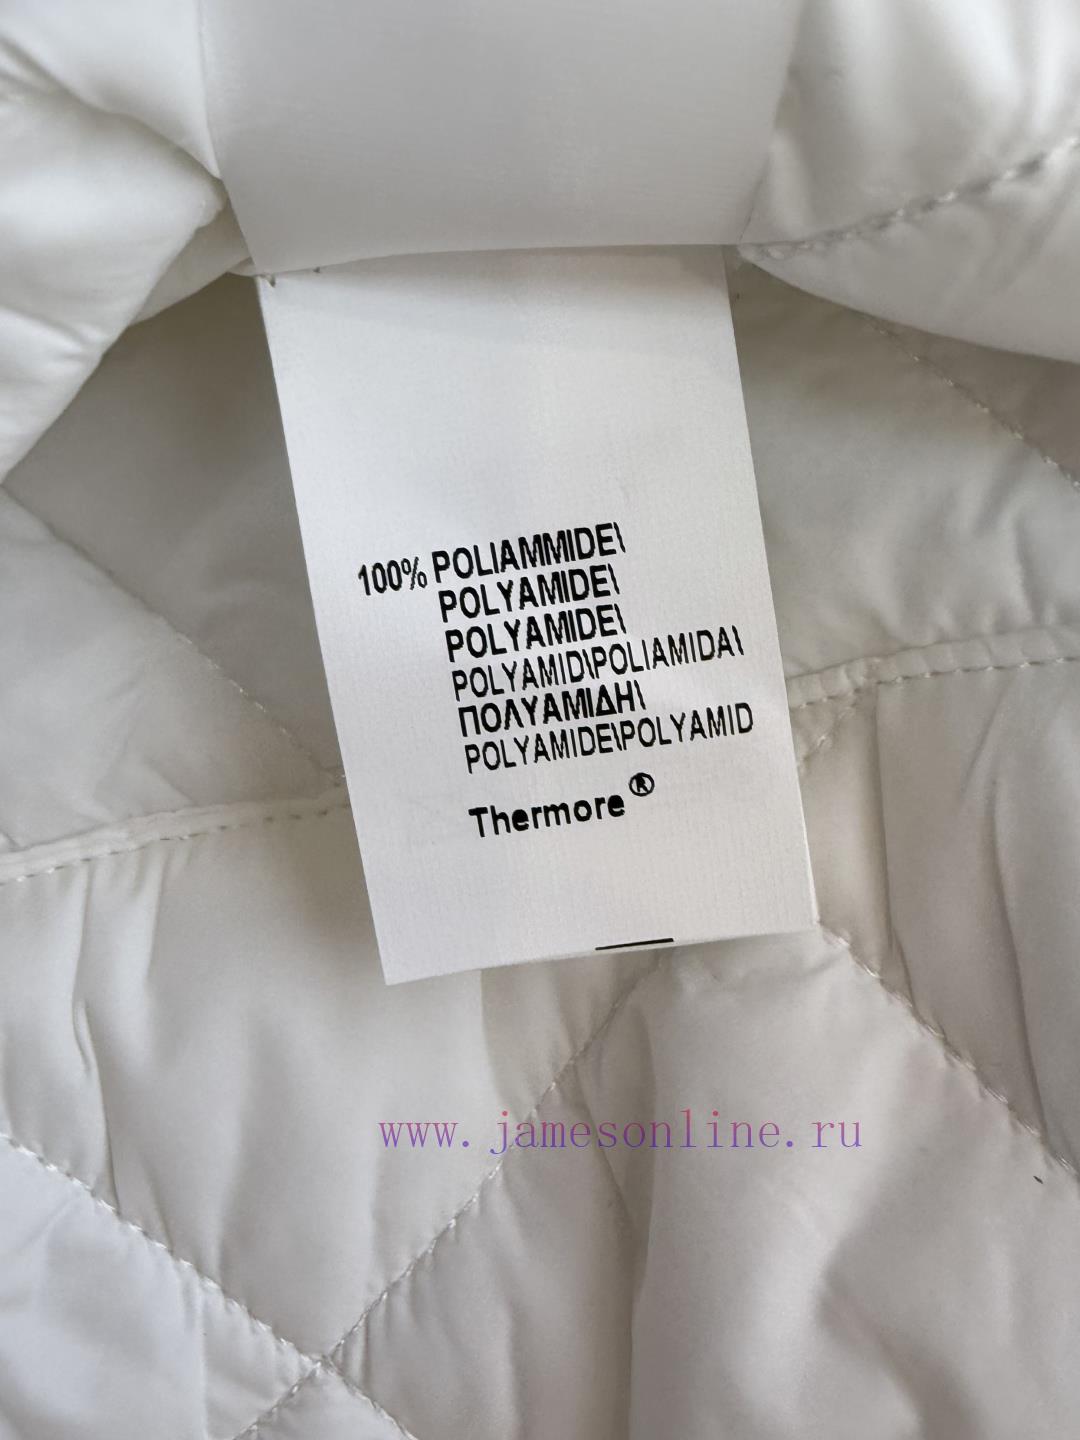 100% POLIAMMIDE\
POLYAMIDE\
POLYAMIDE\
POLYAMID\POLIAMIDA\
ΠΟΛΥΑΜΙΔΗ\
POLYAMIDE\POLYAMID
Thermore®
www.jamesonline.ru